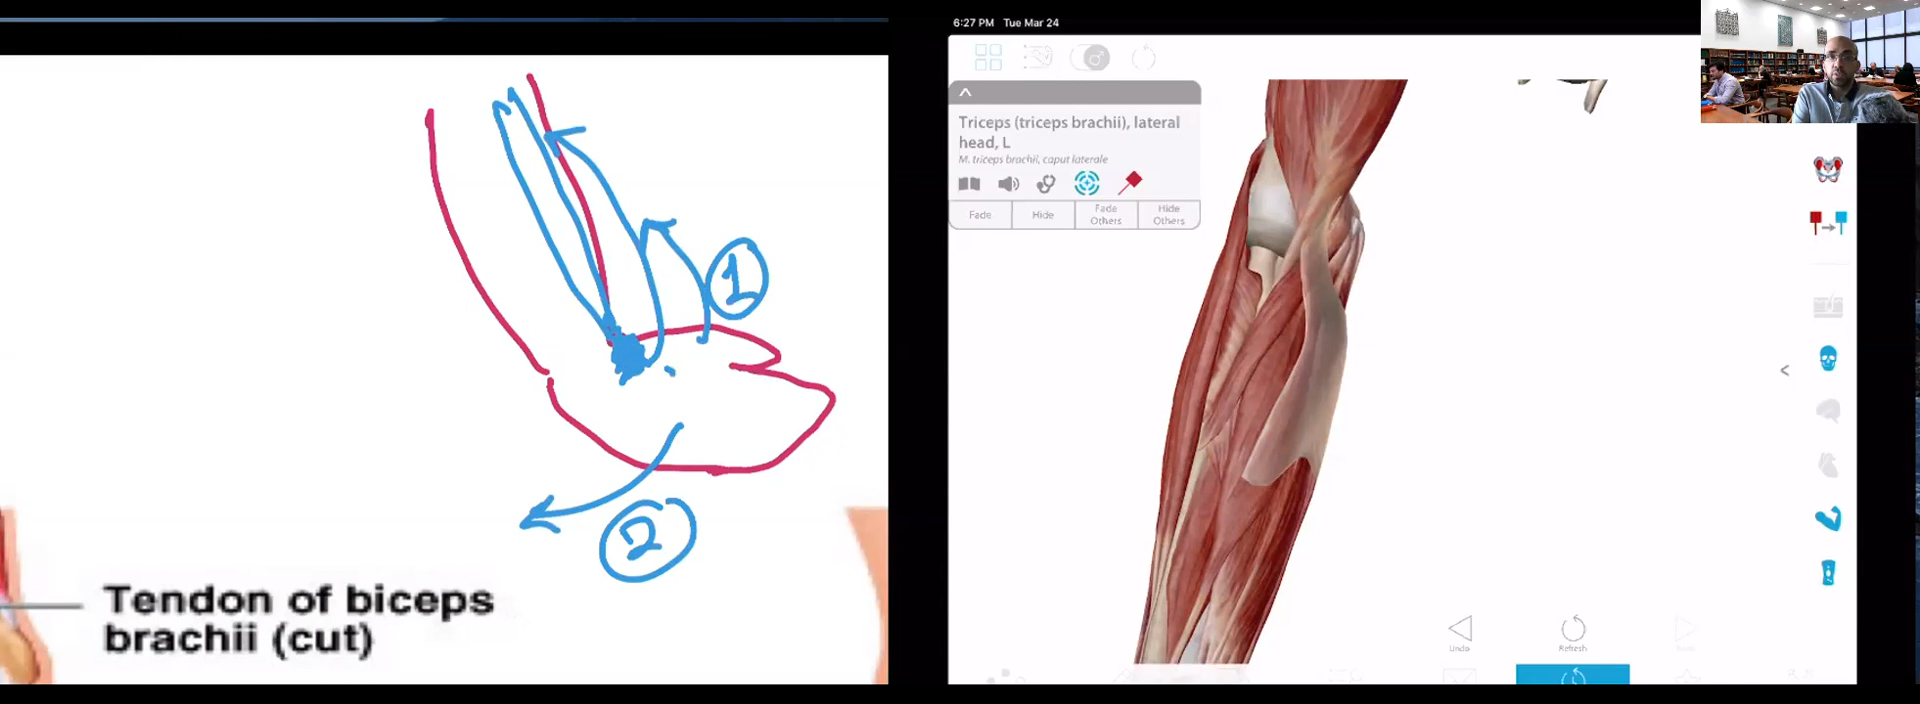 6:27 PM Tue Mar 24
Triceps (triceps brachii), lateral
head, L
M. triceps brachii, caput laterale
Fade
Hide
Fade
Others
Hide
Others
1
2
Tendon of biceps
brachii (cut)
Undo
Refresh